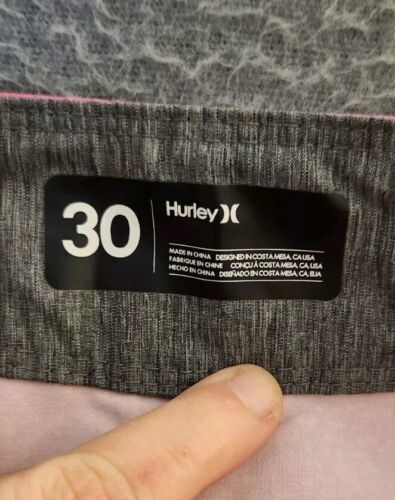 30
Hurley
MADE IN CHINA DESIGNED IN COSTA MESA, CA USA
FABRIQUE EN CHINE CONÇU À COSTA MESA, CA, USA
HECHO EN CHINA DISEÑADO EN COSTA MESA, CA, EUA